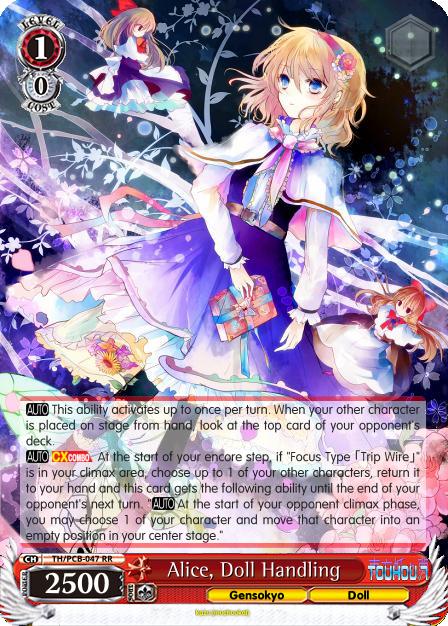 LEVEL
1
0
COST
AUTO This ability activates up to once per turn. When your other character
is placed on stage from hand, look at the top card of your opponent's
deck.
AUTO CXCOMBO At the start of your encore step, if "Focus Type「Trip Wire」"
is in your climax area, choose up to 1 of your other characters, return it
to your hand and this card gets the following ability until the end of your
opponent's next turn. "AUTO At the start of your opponent climax phase,
you may choose 1 of your character and move that character into an
empty position in your center stage."
CH TH/PCB-047 RR
POWER 2500 SOUL
Alice, Doll Handling
Gensokyo Doll
TOUHOU